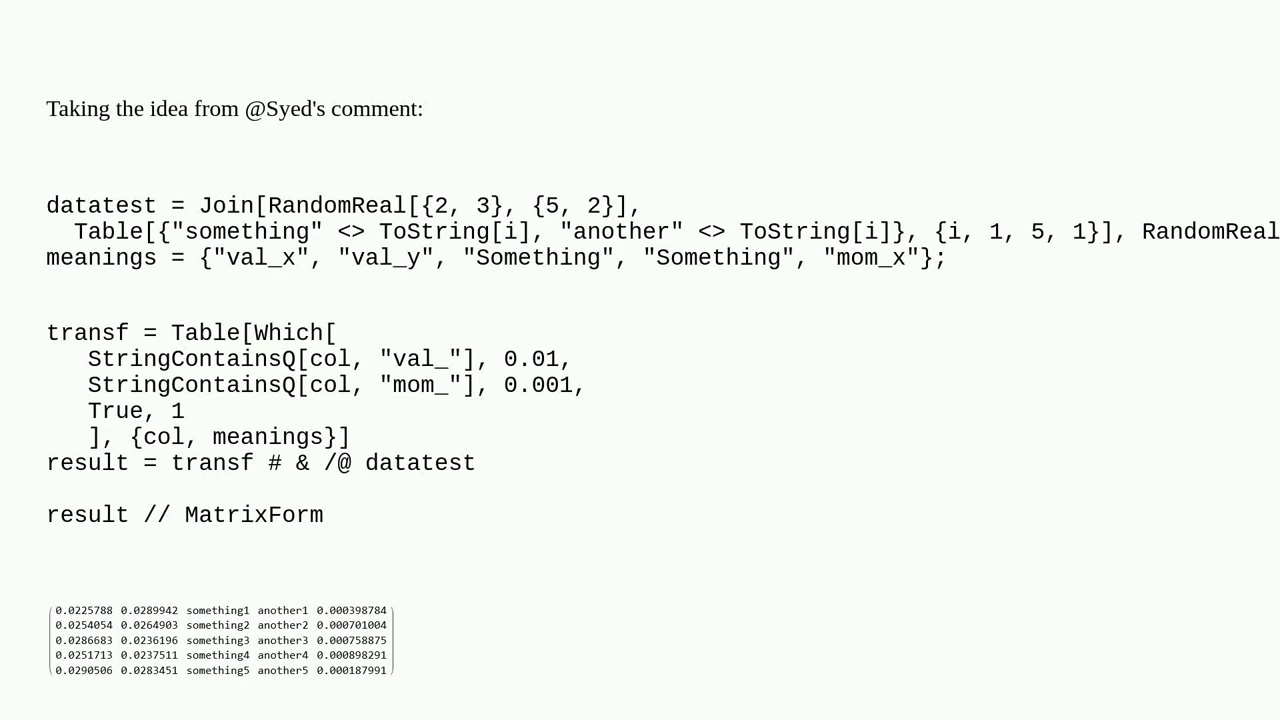 Taking the idea from @Syed's comment:
datatest = Join[RandomReal[{2, 3}, {5, 2}],
Table[{"something" <> ToString[i], "another" <> ToString[i]}, {i, 1, 5, 1}], RandomReal
meanings = {"val_x", "val_y", "Something", "Something", "mom_x"};
transf = Table[Which[
StringContainsQ[col, "val_"], 0.01,
StringContainsQ[col, "mom_"], 0.001,
True, 1
], {col, meanings}]
result = transf # & /@ datatest
result // MatrixForm
0.0225788 0.0289942 something1 another1 0.000398784
0.0254054 0.0264903 something2 another2 0.000701004
0.0286683 0.0236196 something3 another3 0.000758875
0.0251713 0.0237511 something4 another4 0.000898291
0.0290506 0.0283451 something5 another5 0.000187991